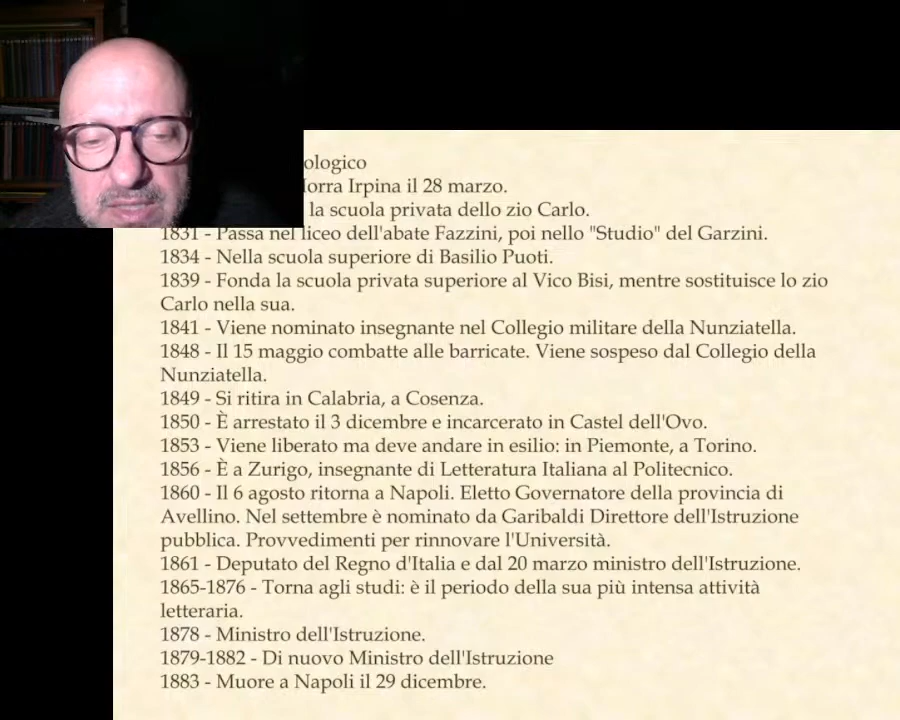 ologico
orra Irpina il 28 marzo.
la scuola privata dello zio Carlo.
1831 - Passa nel liceo dell'abate Fazzini, poi nello "Studio" del Garzini.
1834 - Nella scuola superiore di Basilio Puoti.
1839 - Fonda la scuola privata superiore al Vico Bisi, mentre sostituisce lo zio
Carlo nella sua.
1841 - Viene nominato insegnante nel Collegio militare della Nunziatella.
1848 - Il 15 maggio combatte alle barricate. Viene sospeso dal Collegio della
Nunziatella.
1849 - Si ritira in Calabria, a Cosenza.
1850 - È arrestato il 3 dicembre e incarcerato in Castel dell'Ovo.
1853 - Viene liberato ma deve andare in esilio: in Piemonte, a Torino.
1856 - È a Zurigo, insegnante di Letteratura Italiana al Politecnico.
1860 - Il 6 agosto ritorna a Napoli. Eletto Governatore della provincia di
Avellino. Nel settembre è nominato da Garibaldi Direttore dell'Istruzione
pubblica. Provvedimenti per rinnovare l'Università.
1861 - Deputato del Regno d'Italia e dal 20 marzo ministro dell'Istruzione.
1865-1876 - Torna agli studi: è il periodo della sua più intensa attività
letteraria.
1878 - Ministro dell'Istruzione.
1879-1882 - Di nuovo Ministro dell'Istruzione
1883 - Muore a Napoli il 29 dicembre.